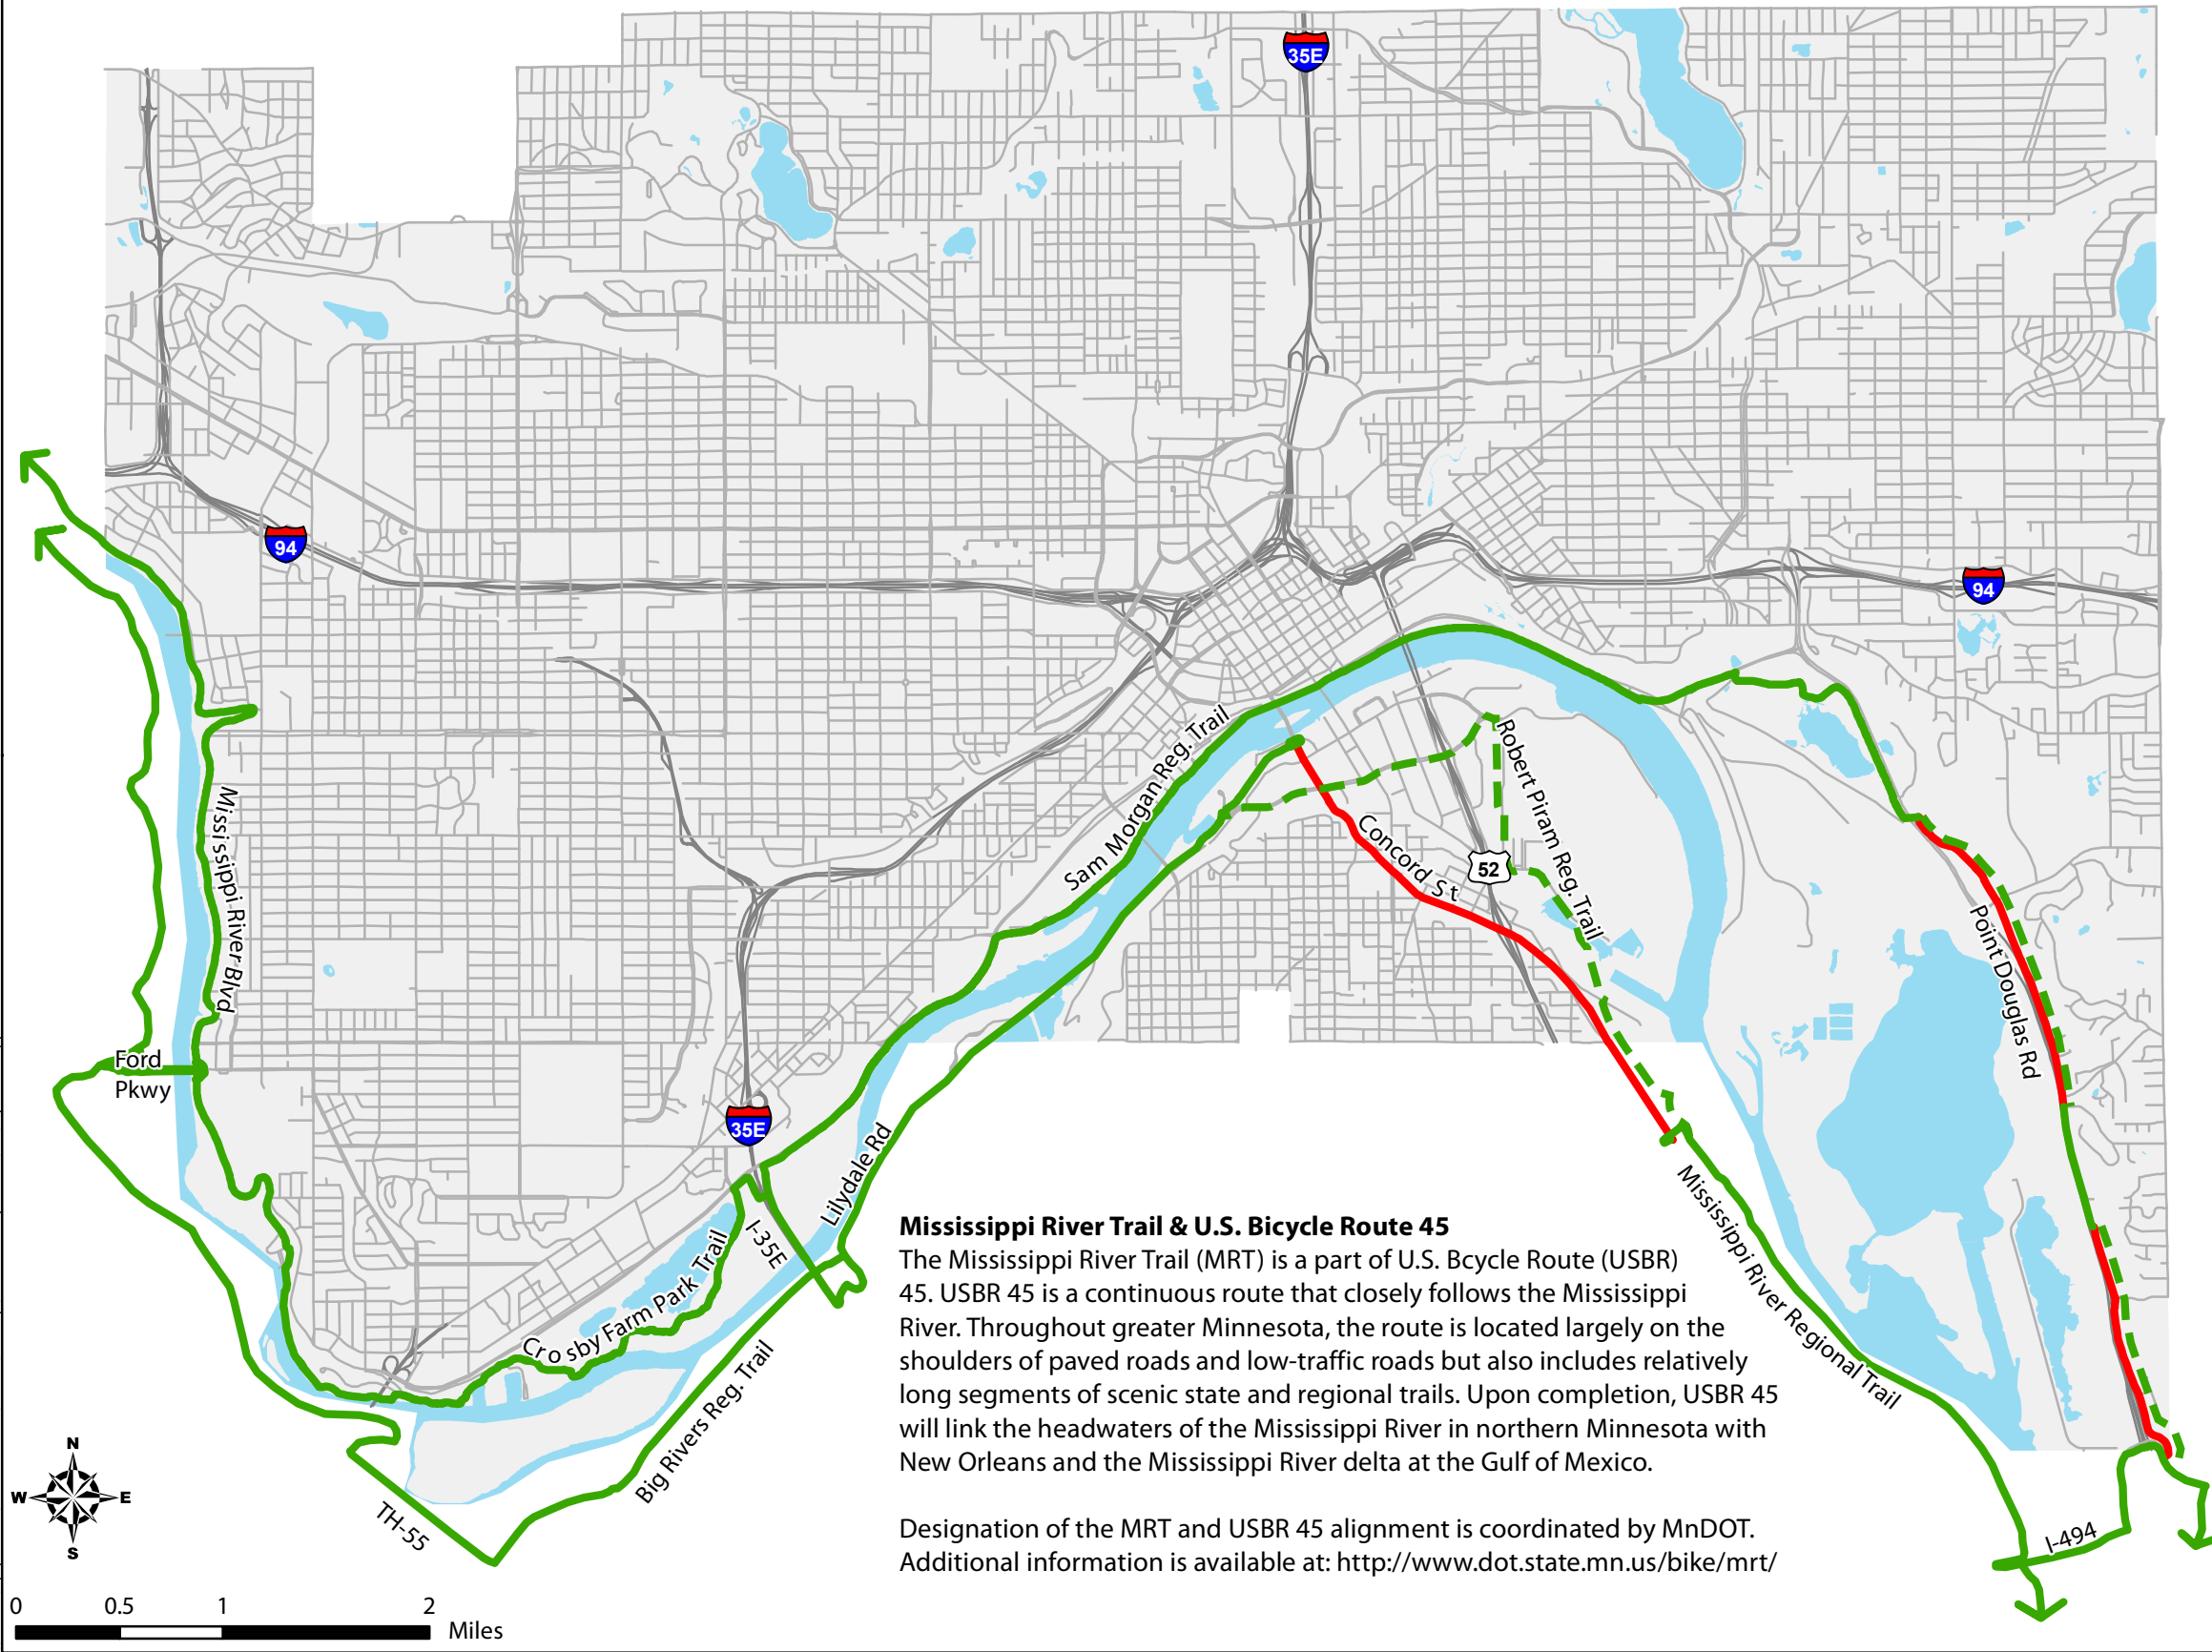 35E
94
94
Sam Morgan Reg. Trail
Robert Piram Reg. Trail
Mississippi River Blvd
Concord St
52
Point Douglas Rd
Ford
Pkwy
35E
Lilydale Rd
I-35E
Crosby Farm Park Trail
Mississippi River Regional Trail
Big Rivers Reg. Trail
TH-55
I-494
Mississippi River Trail & U.S. Bicycle Route 45
The Mississippi River Trail (MRT) is a part of U.S. Bcycle Route (USBR)
45. USBR 45 is a continuous route that closely follows the Mississippi
River. Throughout greater Minnesota, the route is located largely on the
shoulders of paved roads and low-traffic roads but also includes relatively
long segments of scenic state and regional trails. Upon completion, USBR 45
will link the headwaters of the Mississippi River in northern Minnesota with
New Orleans and the Mississippi River delta at the Gulf of Mexico.
Designation of the MRT and USBR 45 alignment is coordinated by MnDOT.
Additional information is available at: http://www.dot.state.mn.us/bike/mrt/
N
W E
S
0 0.5 1 2
Miles